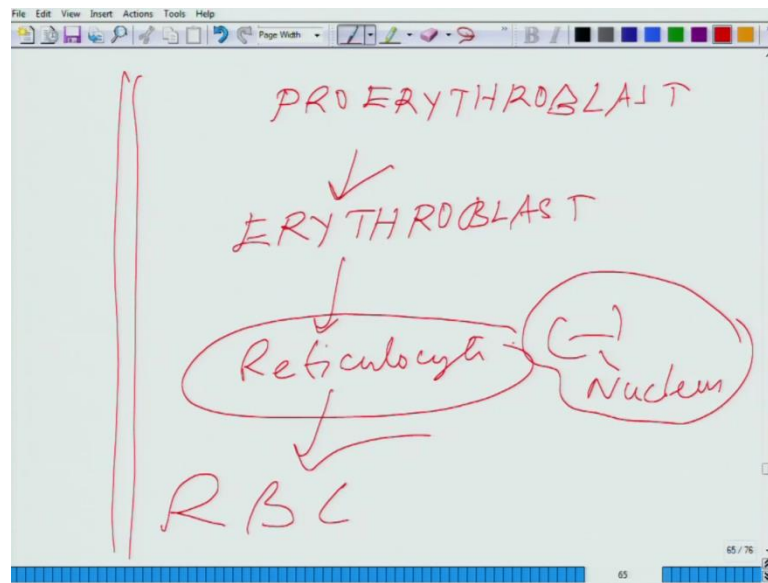 File Edit View Insert Actions Tools Help
Page Width
B I
PROERYTHROBLAST
ERYTHROBLAST
Reticulocyte
(-)
Nucleus
RBC
65 / 76
65